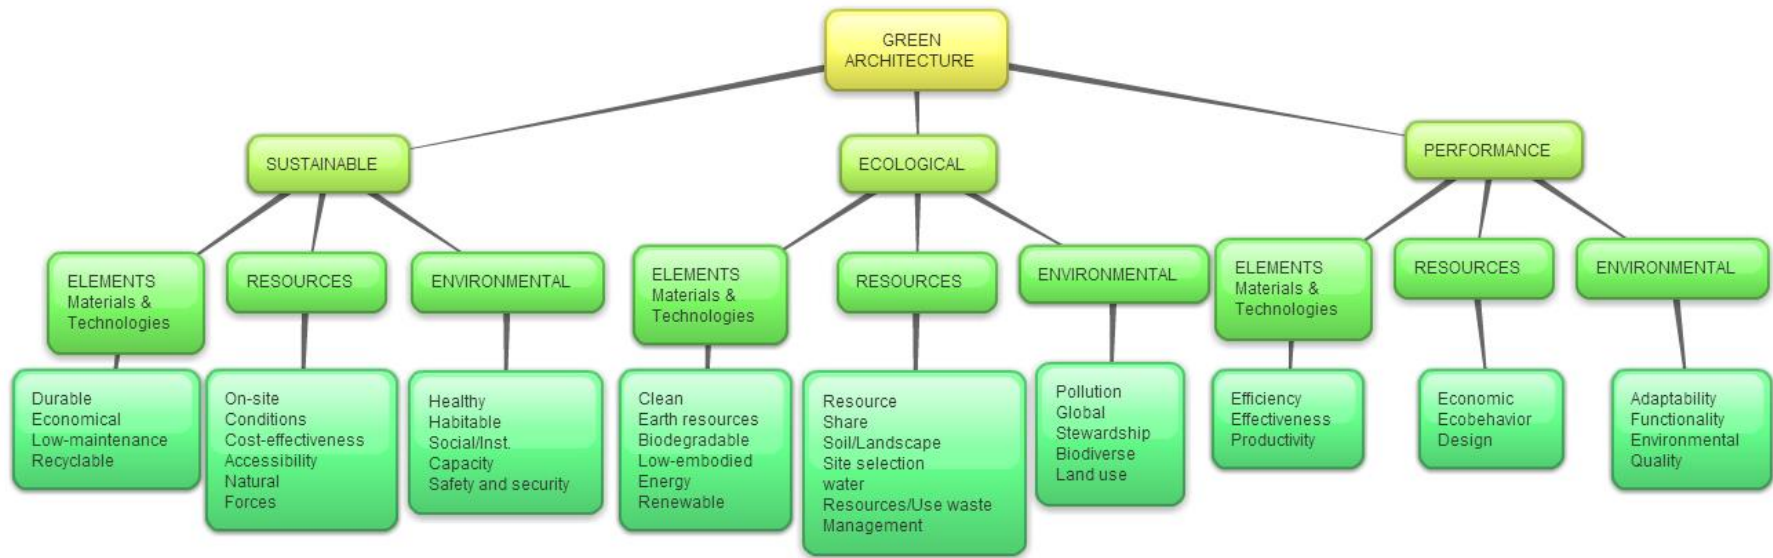 GREEN
ARCHITECTURE
SUSTAINABLE
ECOLOGICAL
PERFORMANCE
ELEMENTS
Materials &
Technologies
RESOURCES
ENVIRONMENTAL
ELEMENTS
Materials &
Technologies
RESOURCES
ENVIRONMENTAL
ELEMENTS
Materials &
Technologies
RESOURCES
ENVIRONMENTAL
Durable
Economical
Low-maintenance
Recyclable
On-site
Conditions
Cost-effectiveness
Accessibility
Natural
Forces
Healthy
Habitable
Social/Inst.
Capacity
Safety and security
Clean
Earth resources
Biodegradable
Low-embodied
Energy
Renewable
Resource
Share
Soil/Landscape
Site selection
water
Resources/Use waste
Management
Pollution
Global
Stewardship
Biodiverse
Land use
Efficiency
Effectiveness
Productivity
Economic
Ecobehavior
Design
Adaptability
Functionality
Environmental
Quality